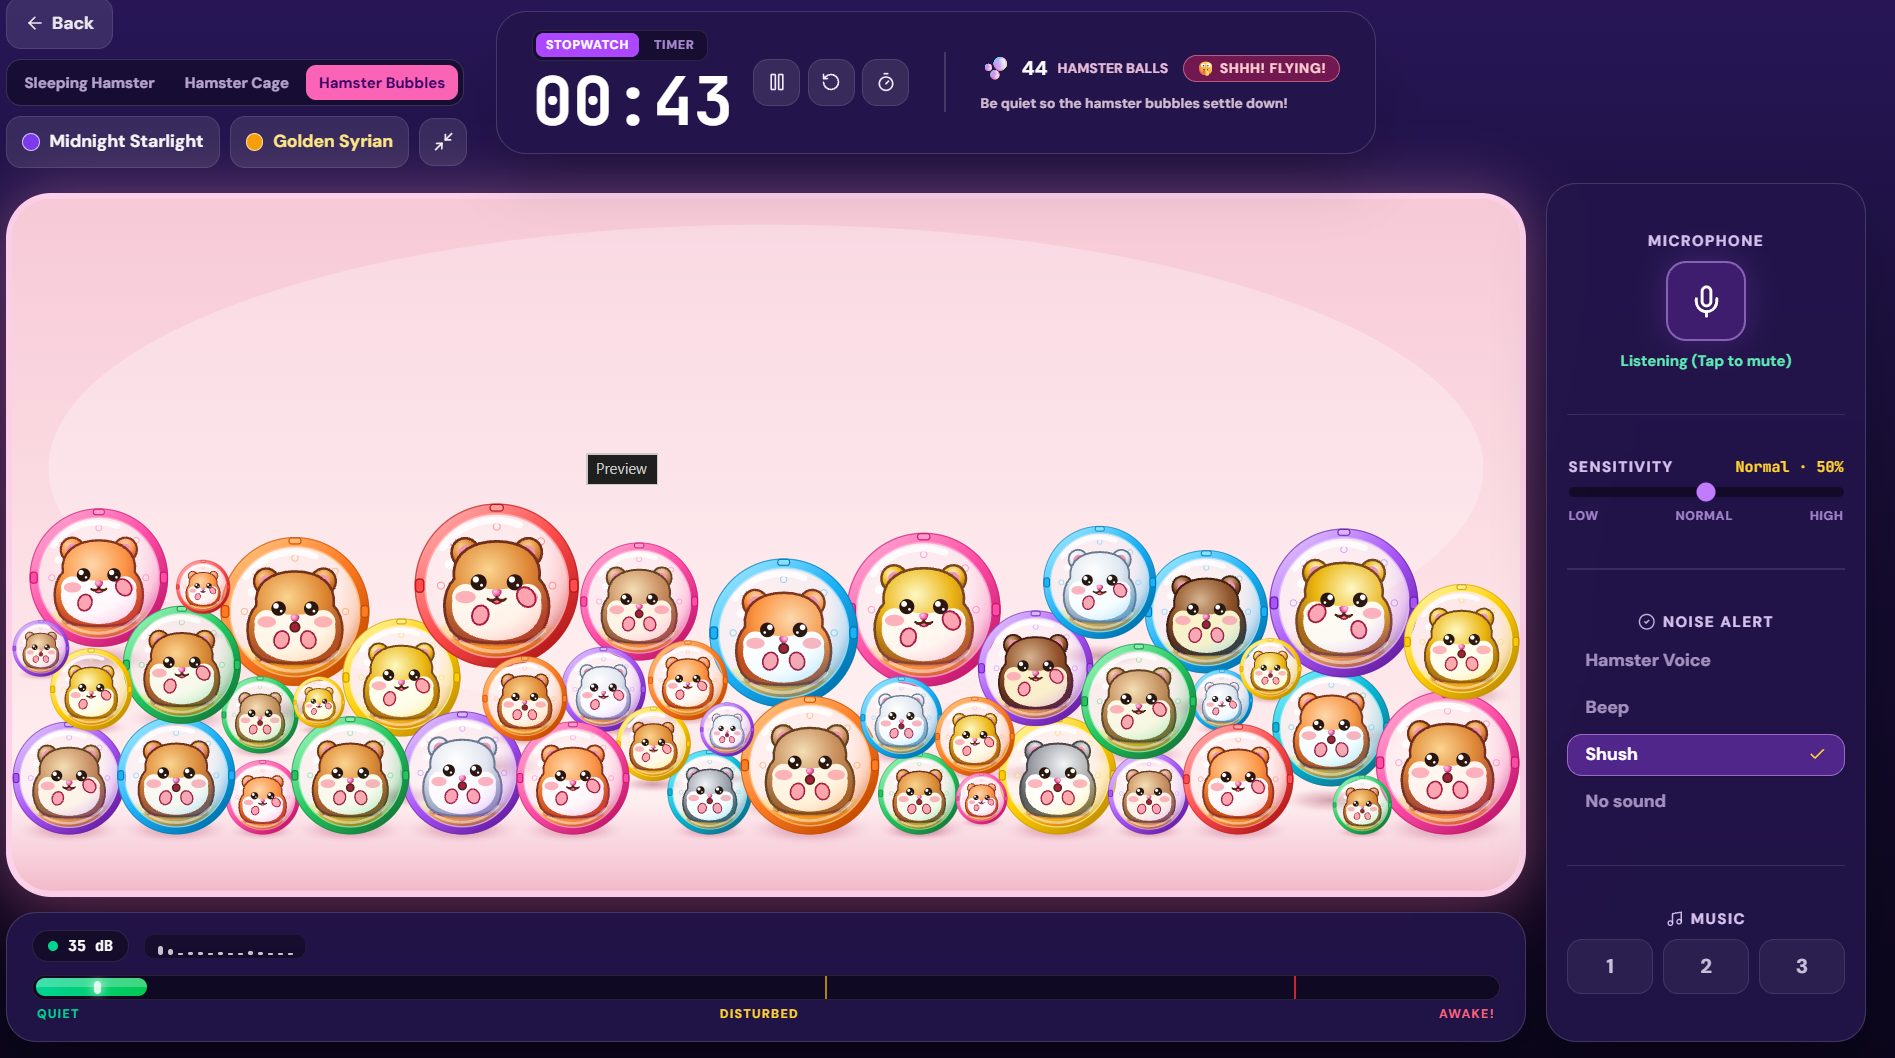 Back
Sleeping Hamster
Hamster Cage
Hamster Bubbles
Midnight Starlight
Golden Syrian
STOPWATCH
TIMER
00:43
44 HAMSTER BALLS
SHHH! FLYING!
Be quiet so the hamster bubbles settle down!
Preview
MICROPHONE
Listening (Tap to mute)
SENSITIVITY
Normal · 50%
LOW
NORMAL
HIGH
NOISE ALERT
Hamster Voice
Beep
Shush
No sound
MUSIC
1
2
3
35 dB
QUIET
DISTURBED
AWAKE!